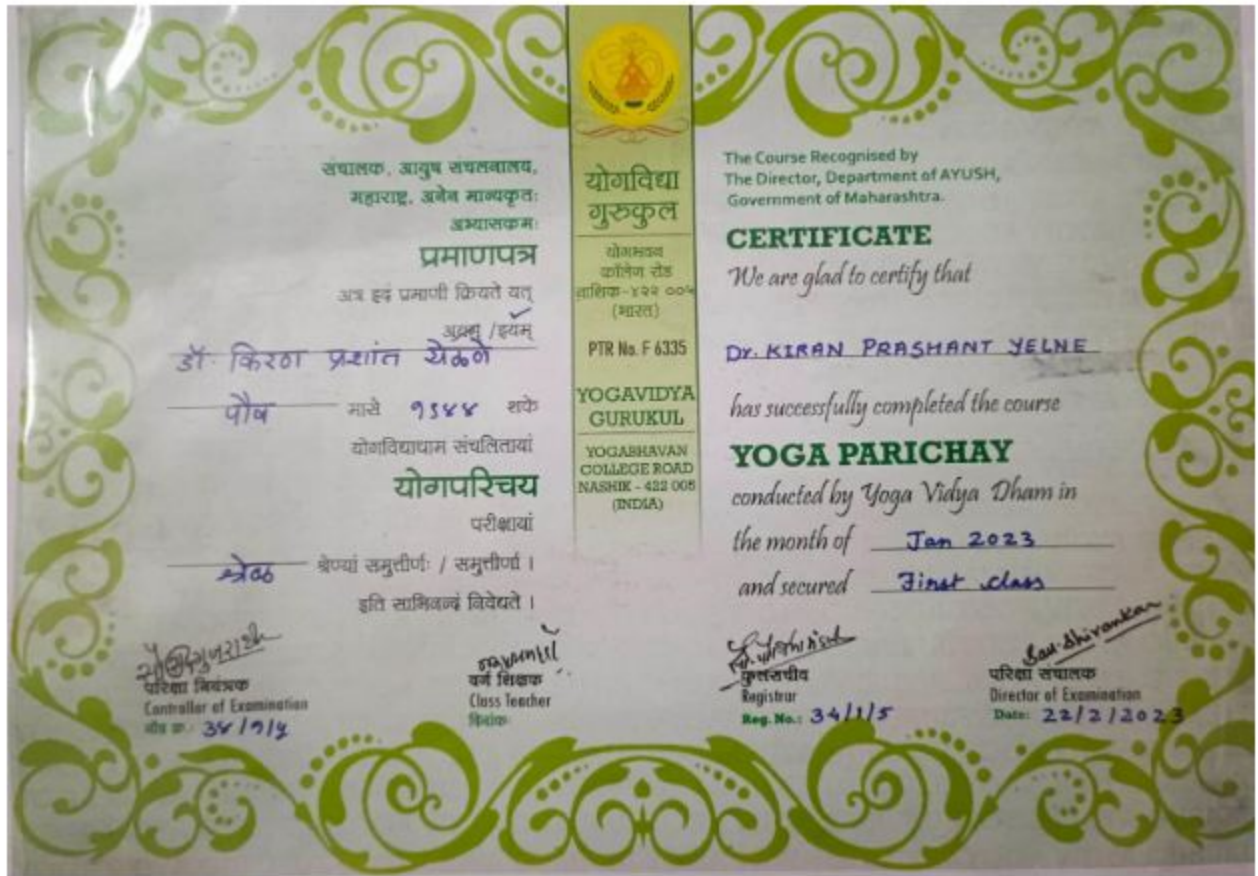 संचालक, आयुष संचलनालय,
महाराष्ट्र, अनेन मान्यकृतः
अभ्यासक्रमः
प्रमाणपत्र
अत्र इदं प्रमाणी क्रियते यत्
/इयम्
डॉ. किरण प्रशांत येळणे
पौष मासे १९४४ शके
योगविद्याधाम संचलितायां
योगपरिचय
परीक्षायां
श्रेण्यां समुत्तीर्णः / समुत्तीर्णा ।
इति साभिनन्दं निवेद्यते ।
परिक्षा नियंत्रक
Controller of Examination
३४/१/५
वर्ग शिक्षक
Class Teacher
दिनांक:
योगविद्या
गुरुकुल
योगभवन
कॉलेज रोड
नाशिक-४२२ ००५
(भारत)
PTR No. F 6335
YOGAVIDYA
GURUKUL
YOGABHAVAN
COLLEGE ROAD
NASHIK - 422 005
(INDIA)
The Course Recognised by
The Director, Department of AYUSH,
Government of Maharashtra.
CERTIFICATE
We are glad to certify that
Dr. KIRAN PRASHANT YELNE
has successfully completed the course
YOGA PARICHAY
conducted by Yoga Vidya Dham in
the month of Jan 2023
and secured First class
कुलसचीव
Registrar
Reg. No.: 34/1/5
परिक्षा संचालक
Director of Examination
Date: 22/2/2023